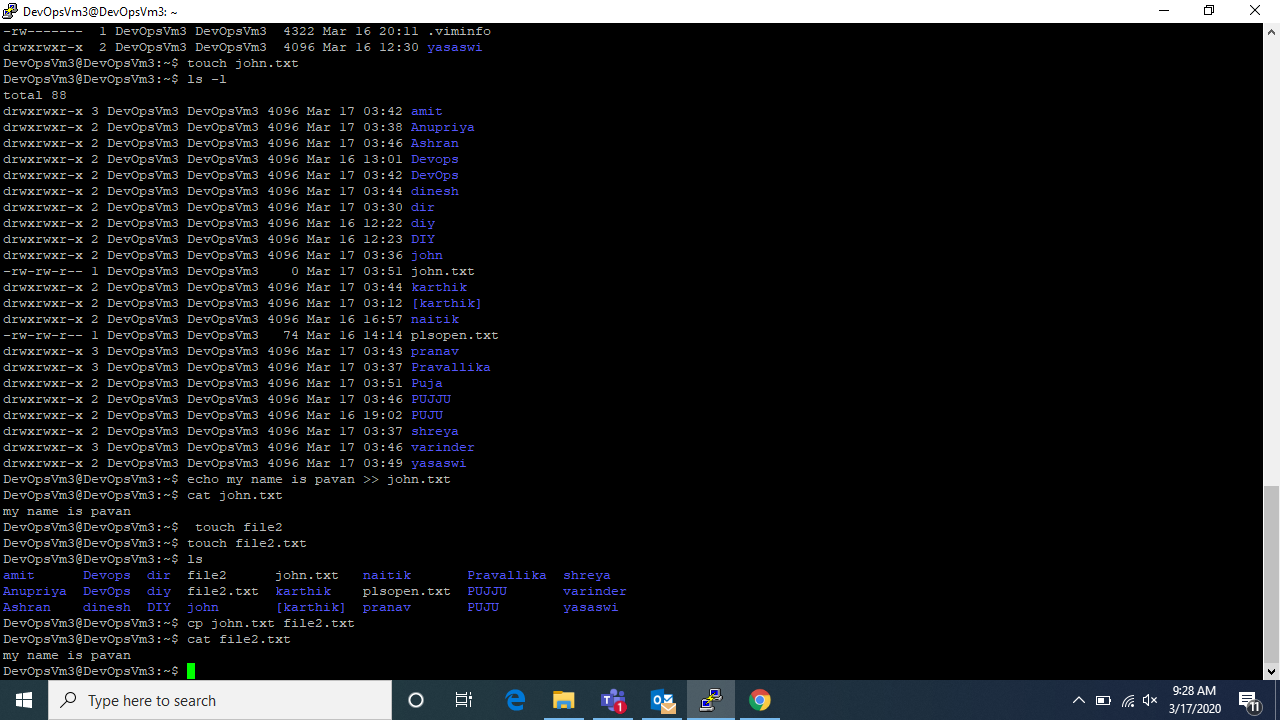 DevOpsVm3@DevOpsVm3: ~
-rw-------  1 DevOpsVm3 DevOpsVm3  4322 Mar 16 20:11 .viminfo
drwxrwxr-x  2 DevOpsVm3 DevOpsVm3  4096 Mar 16 12:30 yasaswi
DevOpsVm3@DevOpsVm3:~$ touch john.txt
DevOpsVm3@DevOpsVm3:~$ ls -l
total 88
drwxrwxr-x 3 DevOpsVm3 DevOpsVm3 4096 Mar 17 03:42 amit
drwxrwxr-x 2 DevOpsVm3 DevOpsVm3 4096 Mar 17 03:38 Anupriya
drwxrwxr-x 2 DevOpsVm3 DevOpsVm3 4096 Mar 17 03:46 Ashran
drwxrwxr-x 2 DevOpsVm3 DevOpsVm3 4096 Mar 16 13:01 Devops
drwxrwxr-x 2 DevOpsVm3 DevOpsVm3 4096 Mar 17 03:42 DevOps
drwxrwxr-x 2 DevOpsVm3 DevOpsVm3 4096 Mar 17 03:44 dinesh
drwxrwxr-x 2 DevOpsVm3 DevOpsVm3 4096 Mar 17 03:30 dir
drwxrwxr-x 2 DevOpsVm3 DevOpsVm3 4096 Mar 16 12:22 diy
drwxrwxr-x 2 DevOpsVm3 DevOpsVm3 4096 Mar 16 12:23 DIY
drwxrwxr-x 2 DevOpsVm3 DevOpsVm3 4096 Mar 17 03:36 john
-rw-rw-r-- 1 DevOpsVm3 DevOpsVm3    0 Mar 17 03:51 john.txt
drwxrwxr-x 2 DevOpsVm3 DevOpsVm3 4096 Mar 17 03:44 karthik
drwxrwxr-x 2 DevOpsVm3 DevOpsVm3 4096 Mar 17 03:12 [karthik]
drwxrwxr-x 2 DevOpsVm3 DevOpsVm3 4096 Mar 16 16:57 naitik
-rw-rw-r-- 1 DevOpsVm3 DevOpsVm3   74 Mar 16 14:14 plsopen.txt
drwxrwxr-x 3 DevOpsVm3 DevOpsVm3 4096 Mar 17 03:43 pranav
drwxrwxr-x 3 DevOpsVm3 DevOpsVm3 4096 Mar 17 03:37 Pravallika
drwxrwxr-x 2 DevOpsVm3 DevOpsVm3 4096 Mar 17 03:51 Puja
drwxrwxr-x 2 DevOpsVm3 DevOpsVm3 4096 Mar 17 03:46 PUJJU
drwxrwxr-x 2 DevOpsVm3 DevOpsVm3 4096 Mar 16 19:02 PUJU
drwxrwxr-x 2 DevOpsVm3 DevOpsVm3 4096 Mar 17 03:37 shreya
drwxrwxr-x 3 DevOpsVm3 DevOpsVm3 4096 Mar 17 03:46 varinder
drwxrwxr-x 2 DevOpsVm3 DevOpsVm3 4096 Mar 17 03:49 yasaswi
DevOpsVm3@DevOpsVm3:~$ echo my name is pavan >> john.txt
DevOpsVm3@DevOpsVm3:~$ cat john.txt
my name is pavan
DevOpsVm3@DevOpsVm3:~$  touch file2
DevOpsVm3@DevOpsVm3:~$ touch file2.txt
DevOpsVm3@DevOpsVm3:~$ ls
amit      Devops  dir  file2      john.txt   naitik       Pravallika  shreya
Anupriya  DevOps  diy  file2.txt  karthik    plsopen.txt  PUJJU       varinder
Ashran    dinesh  DIY  john       [karthik]  pranav       PUJU        yasaswi
DevOpsVm3@DevOpsVm3:~$ cp john.txt file2.txt
DevOpsVm3@DevOpsVm3:~$ cat file2.txt
my name is pavan
DevOpsVm3@DevOpsVm3:~$
Type here to search
1
9:28 AM
3/17/2020
11